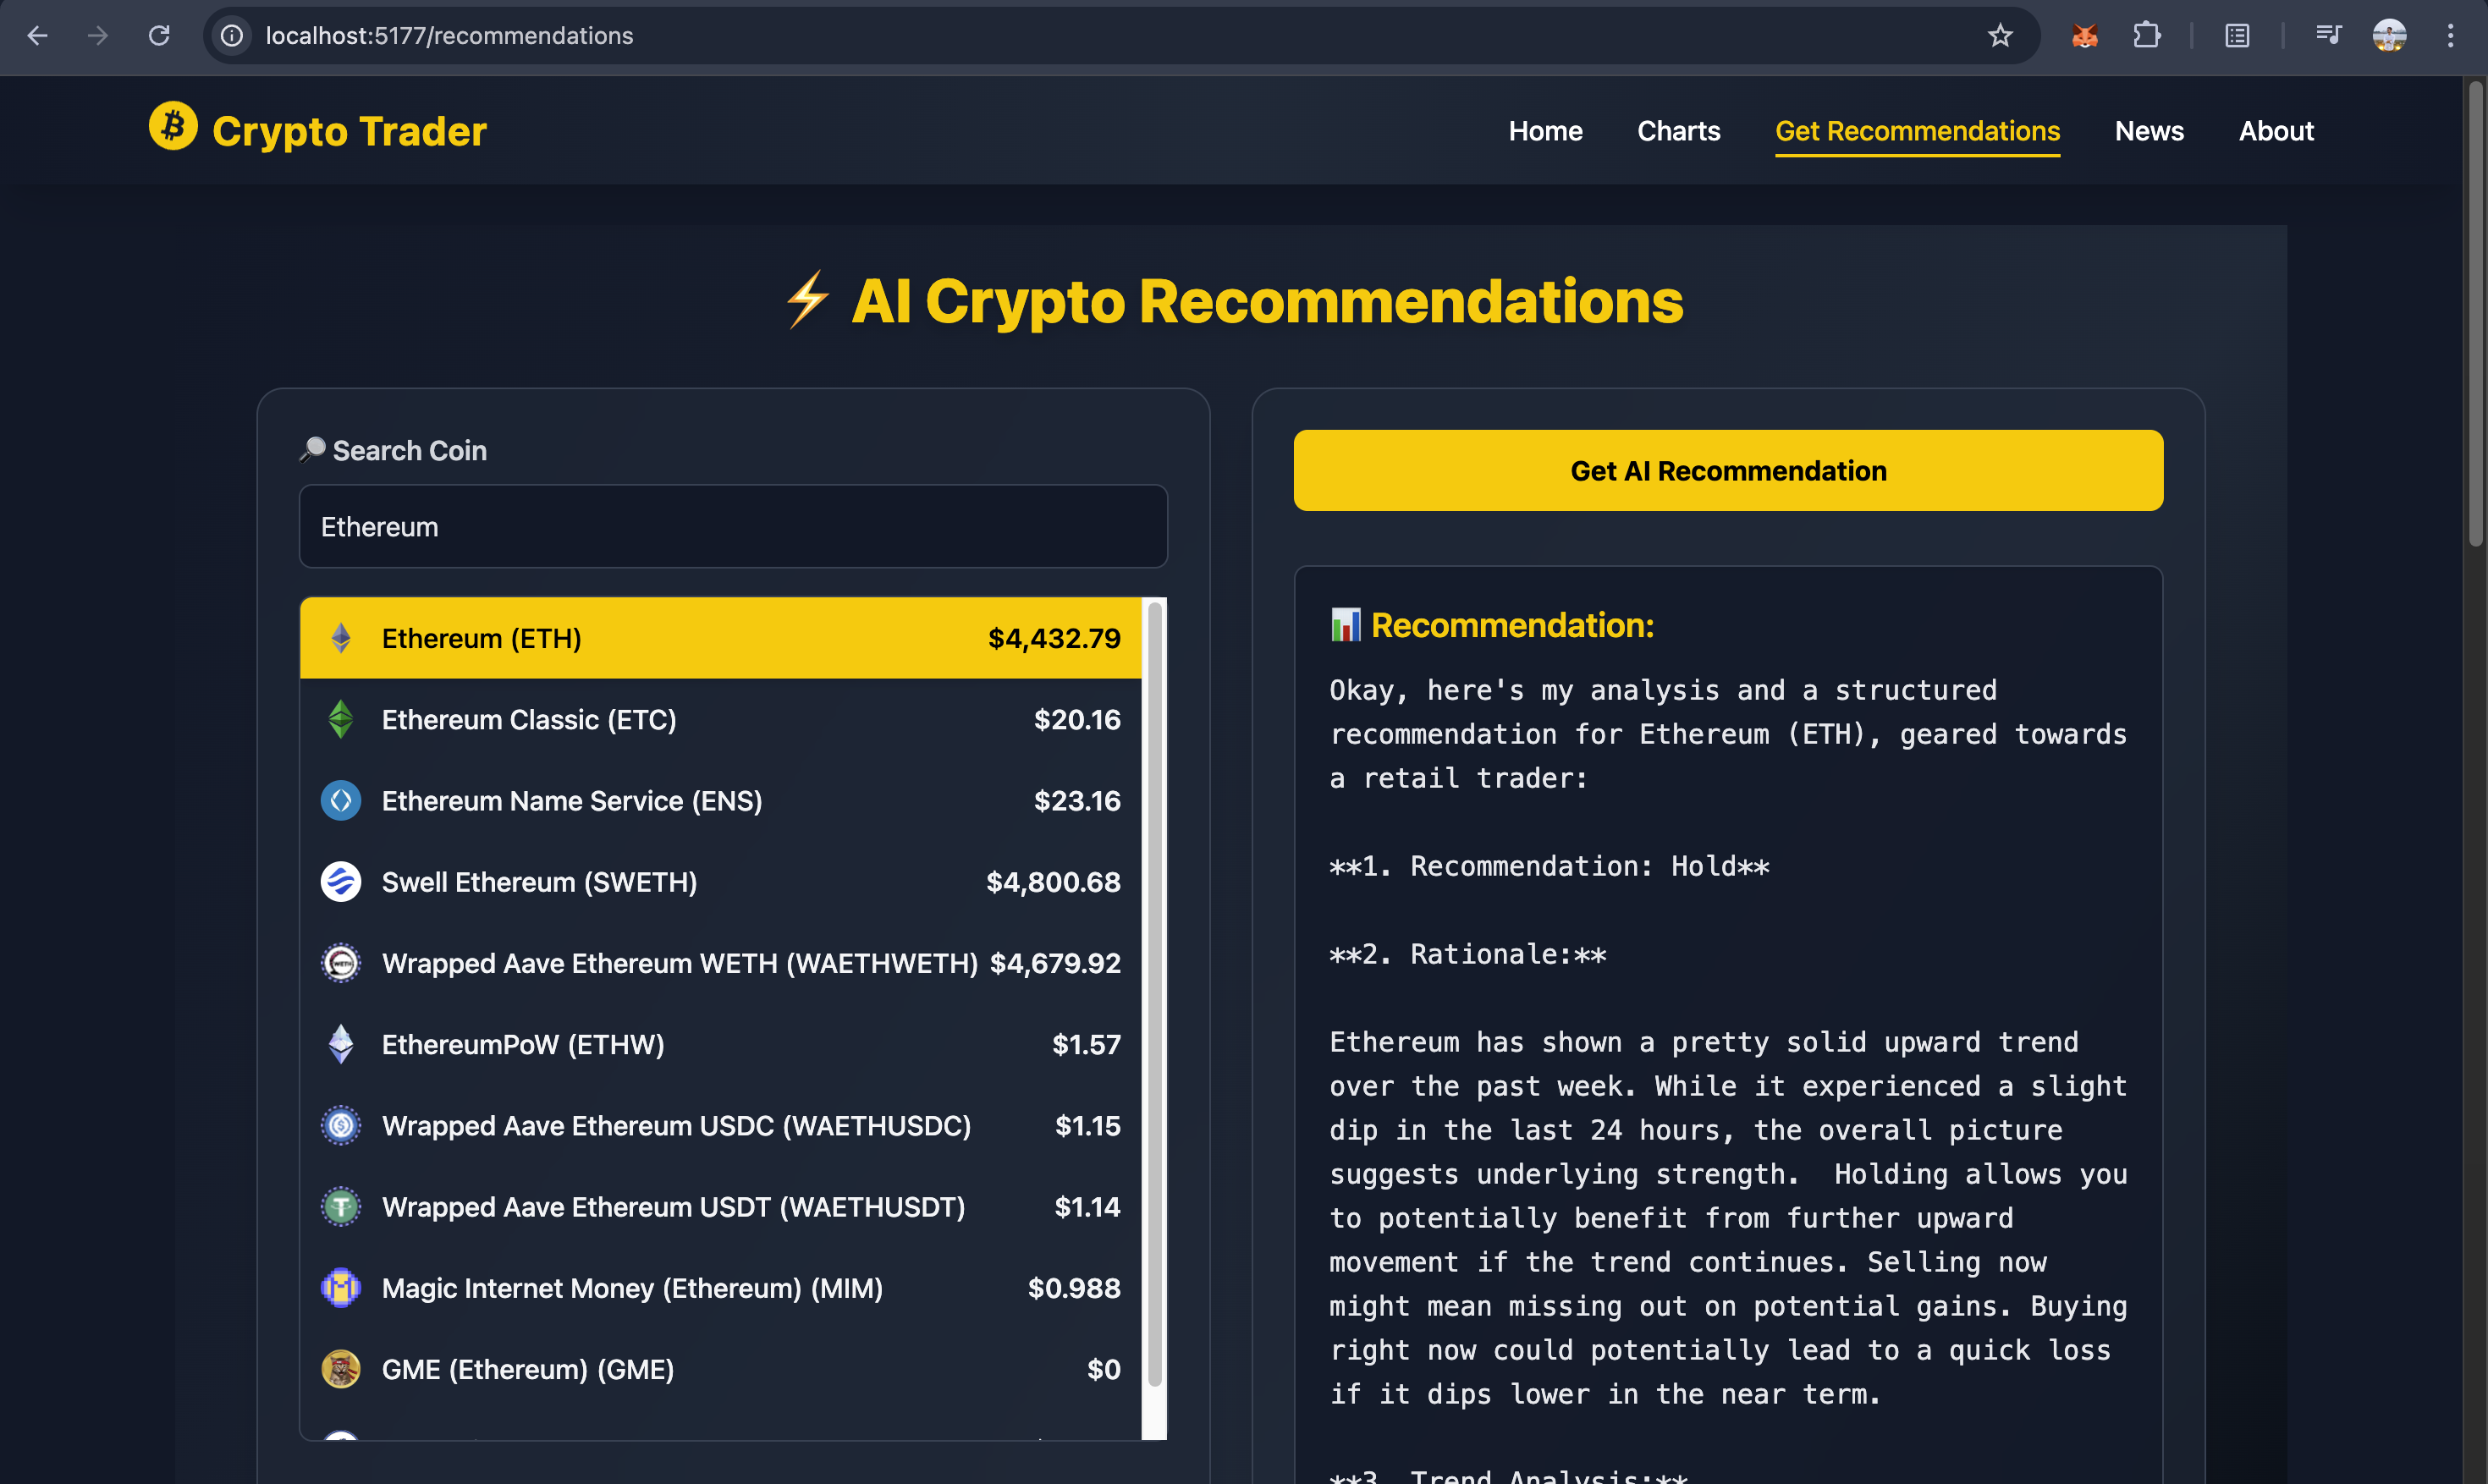 localhost:5177/recommendations
Crypto Trader
Home
Charts
Get Recommendations
News
About
⚡ AI Crypto Recommendations
🔎 Search Coin
Ethereum
Ethereum (ETH) $4,432.79
Ethereum Classic (ETC) $20.16
Ethereum Name Service (ENS) $23.16
Swell Ethereum (SWETH) $4,800.68
Wrapped Aave Ethereum WETH (WAETHWETH) $4,679.92
EthereumPoW (ETHW) $1.57
Wrapped Aave Ethereum USDC (WAETHUSDC) $1.15
Wrapped Aave Ethereum USDT (WAETHUSDT) $1.14
Magic Internet Money (Ethereum) (MIM) $0.988
GME (Ethereum) (GME) $0
Get AI Recommendation
📊 Recommendation:
Okay, here's my analysis and a structured
recommendation for Ethereum (ETH), geared towards
a retail trader:
**1. Recommendation: Hold**
**2. Rationale:**
Ethereum has shown a pretty solid upward trend
over the past week. While it experienced a slight
dip in the last 24 hours, the overall picture
suggests underlying strength.  Holding allows you
to potentially benefit from further upward
movement if the trend continues. Selling now
might mean missing out on potential gains. Buying
right now could potentially lead to a quick loss
if it dips lower in the near term.
**3. Trend Analysis:**